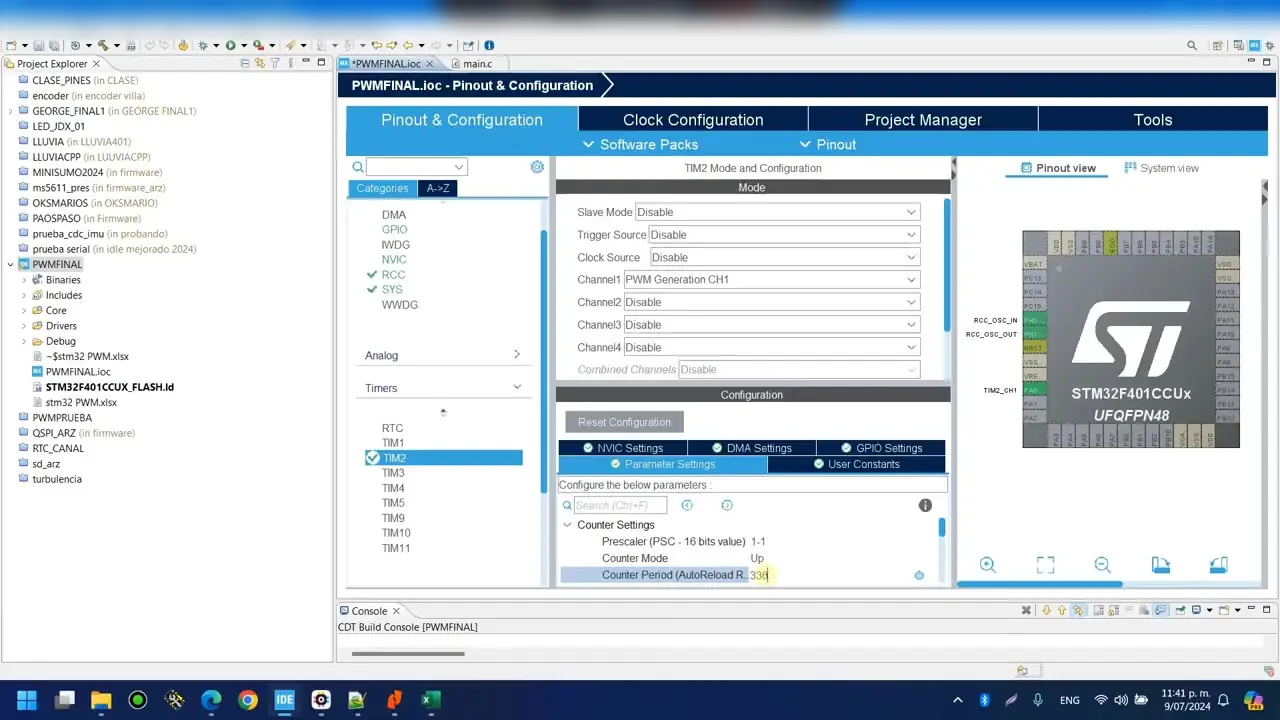 Project Explorer
*PWMFINAL.ioc
main.c
CLASE_PINES (in CLASE)
encoder (in encoder villa)
GEORGE_FINAL1 (in GEORGE FINAL1)
LED_JDX_01
LLUVIA (in LLUVIA401)
LLUVIACPP (in LUUVIACPP)
MINISUMO2024 (in firmware)
ms5611_pres (in firmware_arz)
OKSMARIOS (in OKSMARIO)
PAOSPASO (in Firmware)
prueba_cdc_imu (in probando)
prueba serial (in idle mejorado 2024)
PWMFINAL
Binaries
Includes
Core
Drivers
Debug
~$stm32 PWM.xlsx
PWMFINAL.ioc
STM32F401CCUX_FLASH.ld
stm32 PWM.xlsx
PWMPRUEBA
QSPI_ARZ (in firmware)
RTC_CANAL
sd_arz
turbulencia
PWMFINAL.ioc - Pinout & Configuration
Pinout & Configuration
Clock Configuration
Project Manager
Tools
Software Packs
Pinout
Categories
A->Z
DMA
GPIO
IWDG
NVIC
RCC
SYS
WWDG
Analog
Timers
RTC
TIM1
TIM2
TIM3
TIM4
TIM5
TIM9
TIM10
TIM11
TIM2 Mode and Configuration
Mode
Slave Mode Disable
Trigger Source Disable
Clock Source Disable
Channel1 PWM Generation CH1
Channel2 Disable
Channel3 Disable
Channel4 Disable
Combined Channels Disable
Configuration
Reset Configuration
NVIC Settings
DMA Settings
GPIO Settings
Parameter Settings
User Constants
Configure the below parameters :
Search (Ctrl+F)
Counter Settings
Prescaler (PSC - 16 bits value) 1-1
Counter Mode Up
Counter Period (AutoReload R... 336
Pinout view
System view
VBAT
RCC_OSC_IN
RCC_OSC_OUT
NRST
TIM2_CH1
STM32F401CCUx
UFQFPN48
Console
CDT Build Console [PWMFINAL]
IDE
ENG
11:41 p. m.
9/07/2024